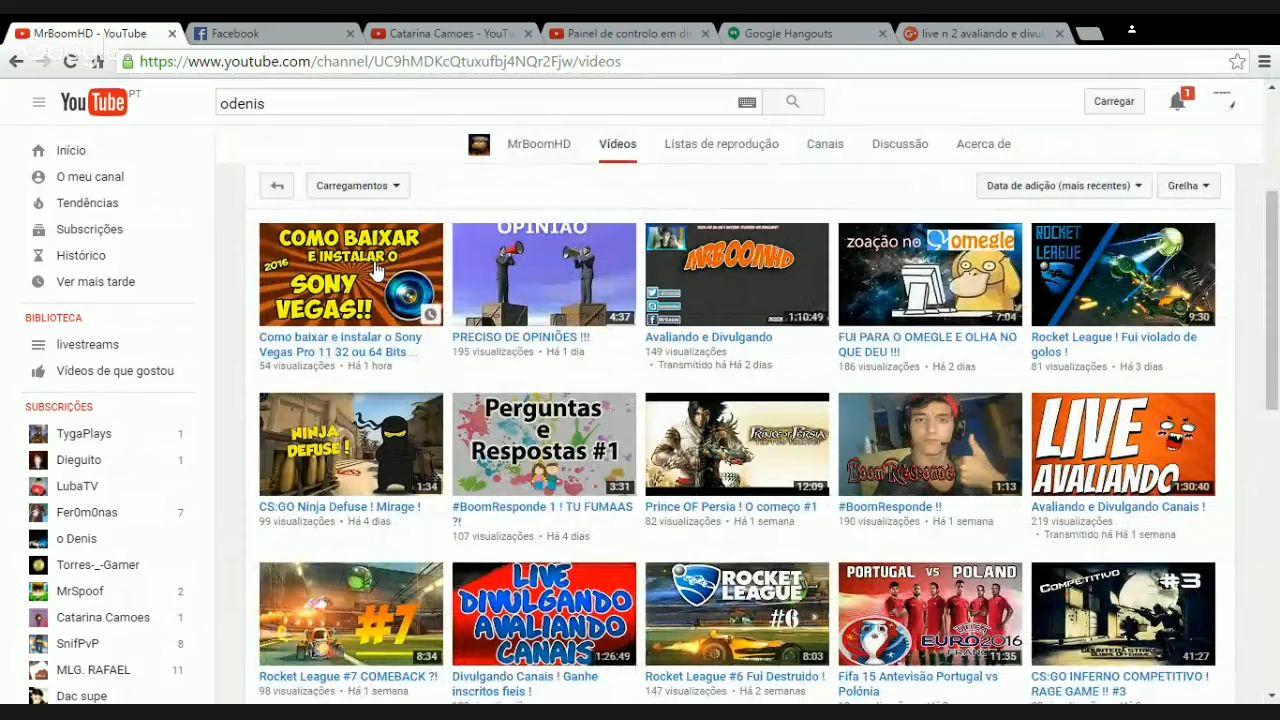 MrBoomHD - YouTube
Facebook
Catarina Camoes - YouTu
Painel de controlo em di
Google Hangouts
live n 2 avaliando e divul
https://www.youtube.com/channel/UC9hMDKcQtuxufbj4NQr2Fjw/videos
YouTube PT
odenis
Carregar
1
MrBoomHD
Vídeos
Listas de reprodução
Canais
Discussão
Acerca de
Início
O meu canal
Tendências
Subscrições
Histórico
Ver mais tarde
BIBLIOTECA
livestreams
Vídeos de que gostou
SUBSCRIÇÕES
TygaPlays 1
Dieguito 1
LubaTV
Fer0m0nas 7
o Denis
Torres-_-Gamer
MrSpoof 2
Catarina Camoes 1
SnifPvP 8
MLG. RAFAEL 11
Dac supe
Carregamentos
Data de adição (mais recentes)
Grelha
COMO BAIXAR
E INSTALAR O
2016
SONY
VEGAS!!
Como baixar e instalar o Sony
Vegas Pro 11 32 ou 64 Bits...
54 visualizações • Há 1 hora
OPINIÃO
4:37
PRECISO DE OPINIÕES !!!
195 visualizações • Há 1 dia
MRBOOMHD
1:10:49
Avaliando e Divulgando
149 visualizações
• Transmitido há Há 2 dias
zoação no omegle
7:04
FUI PARA O OMEGLE E OLHA NO
QUE DEU !!!
186 visualizações • Há 2 dias
ROCKET
LEAGUE
9:30
Rocket League ! Fui violado de
golos !
81 visualizações • Há 3 dias
NINJA
DEFUSE !
1:34
CS:GO Ninja Defuse ! Mirage !
99 visualizações • Há 4 dias
Perguntas
e
Respostas #1
3:31
#BoomResponde 1 ! TU FUMAAS
?!
107 visualizações • Há 4 dias
PRINCE OF PERSIA
12:09
Prince OF Persia ! O começo #1
82 visualizações • Há 1 semana
Boom Responde
1:13
#BoomResponde !!
190 visualizações • Há 1 semana
LIVE
AVALIANDO
1:30:40
Avaliando e Divulgando Canais !
219 visualizações
• Transmitido há Há 1 semana
#7
8:34
Rocket League #7 COMEBACK ?!
98 visualizações • Há 1 semana
LIVE
DIVULGANDO
AVALIANDO
CANAIS
1:26:49
Divulgando Canais ! Ganhe
inscritos fieis !
ROCKET
LEAGUE
#6
8:03
Rocket League #6 Fui Destruido !
147 visualizações • Há 2 semanas
PORTUGAL VS POLAND
EURO2016
11:35
Fifa 15 Antevisão Portugal vs
Polónia
COMPETITIVO
#3
41:27
CS:GO INFERNO COMPETITIVO !
RAGE GAME !! #3